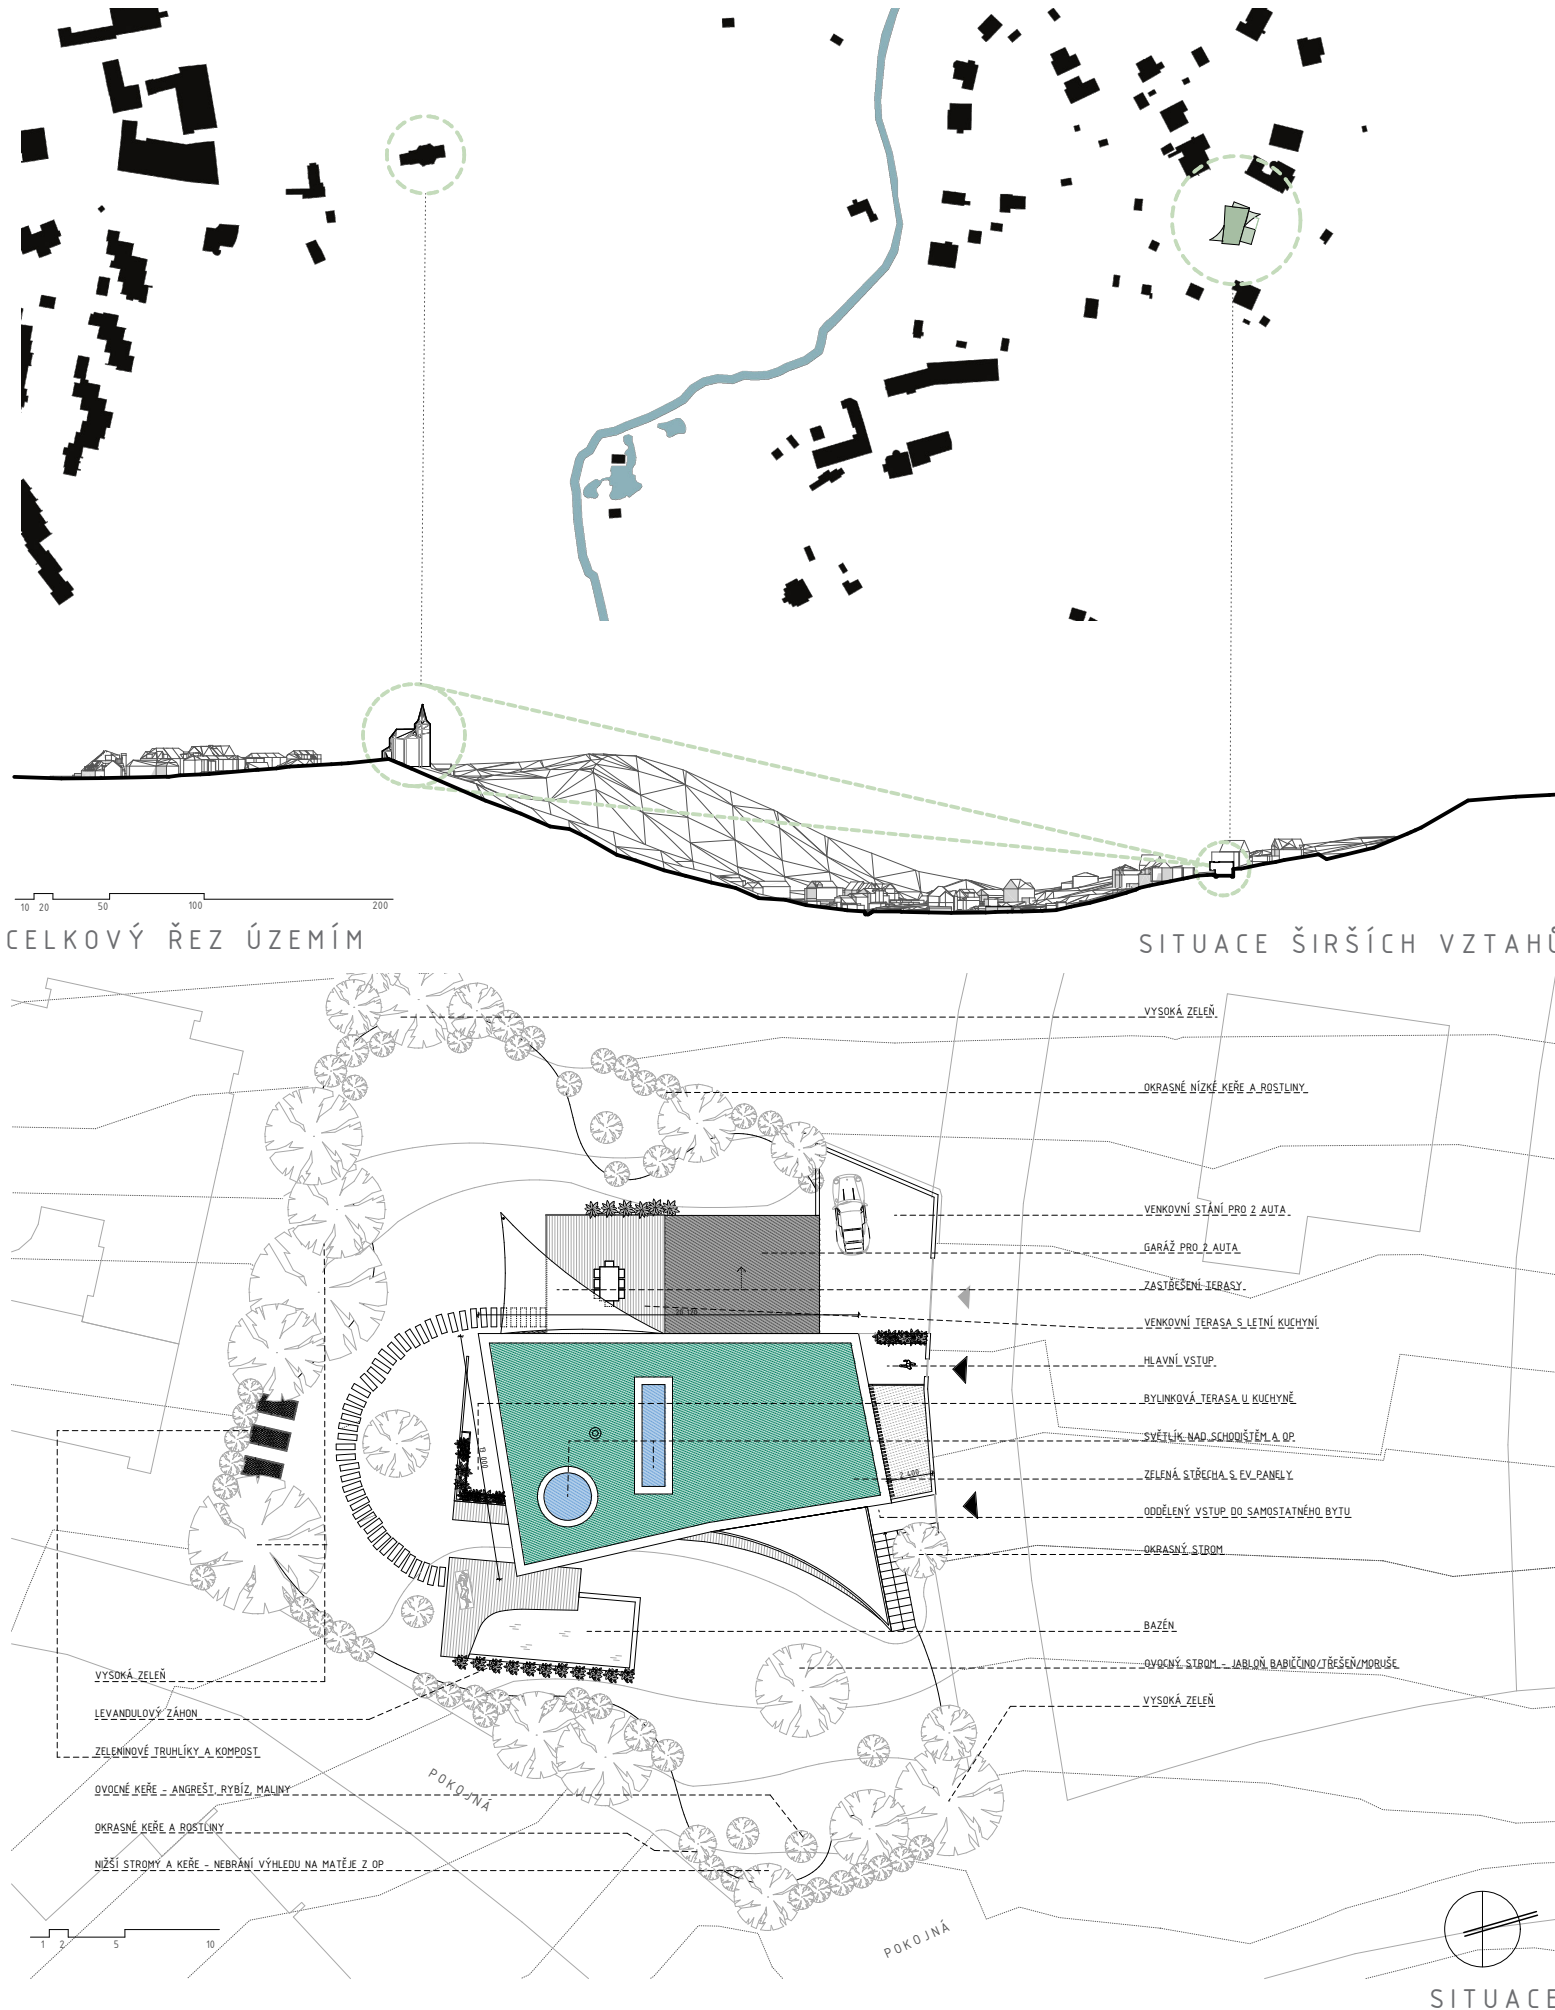 10 20 50 100 200
CELKOVÝ ŘEZ ÚZEMÍM
SITUACE ŠIRŠÍCH VZTAHŮ
VYSOKÁ ZELEŇ
OKRASNÉ NÍZKÉ KEŘE A ROSTLINY
VENKOVNÍ STÁNÍ PRO 2 AUTA
GARÁŽ PRO 2 AUTA
ZASTŘEŠENÍ TERASY
VENKOVNÍ TERASA S LETNÍ KUCHYNÍ
HLAVNÍ VSTUP
BYLINKOVÁ TERASA U KUCHYNĚ
SVĚTLÍK NAD SCHODIŠTĚM A OP
ZELENÁ STŘECHA S FV PANELY
ODDĚLENÝ VSTUP DO SAMOSTATNÉHO BYTU
OKRASNÝ STROM
BAZÉN
OVOCNÝ STROM - JABLOŇ BABIČČINO/TŘEŠEŇ/MORUŠE
VYSOKÁ ZELEŇ
2 400
VYSOKÁ ZELEŇ
LEVANDULOVÝ ZÁHON
ZELENINOVÉ TRUHLÍKY A KOMPOST
OVOCNÉ KEŘE - ANGREŠT, RYBÍZ, MALINY
OKRASNÉ KEŘE A ROSTLINY
NIŽŠÍ STROMY A KEŘE - NEBRÁNÍ VÝHLEDU NA MATĚJE Z OP
POKOJNÁ
POKOJNÁ
1 2 5 10
SITUACE